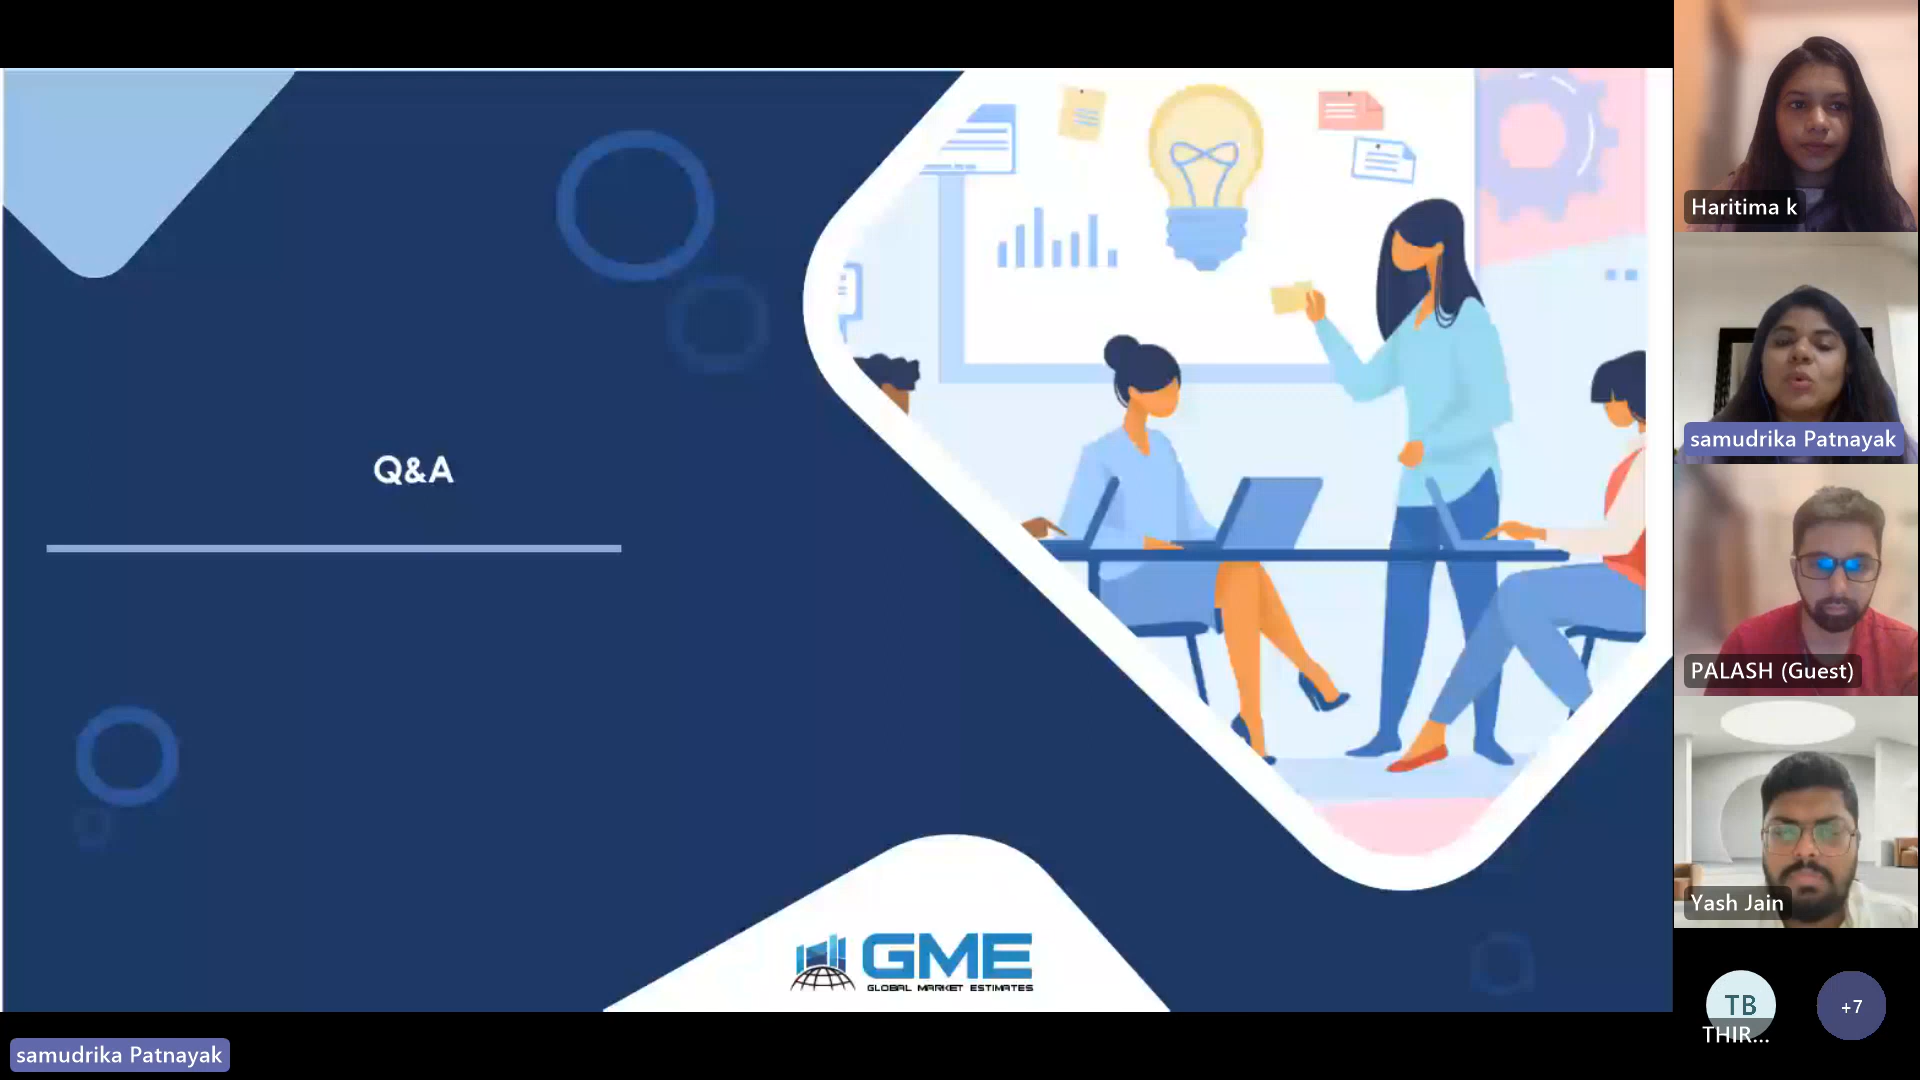 Q&A
GME
GLOBAL MARKET ESTIMATES
samudrika Patnayak
Haritima k
samudrika Patnayak
PALASH (Guest)
Yash Jain
TB
THIR...
+7